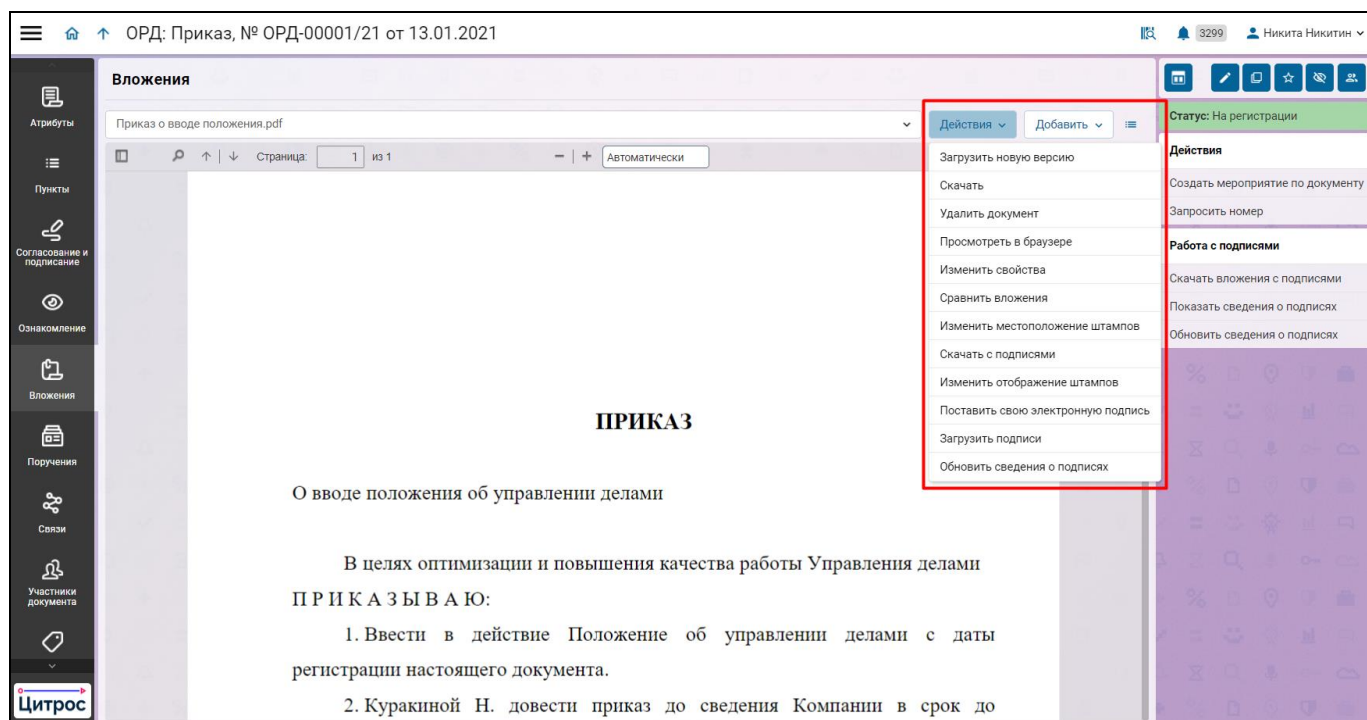 ОРД: Приказ, № ОРД-00001/21 от 13.01.2021
3299
Никита Никитин
Атрибуты
Пункты
Согласование и
подписание
Ознакомление
Вложения
Поручения
Связи
Участники
документа
Цитрос
Вложения
Приказ о вводе положения.pdf
Действия
Добавить
Страница:
1
из 1
Автоматически
Загрузить новую версию
Скачать
Удалить документ
Просмотреть в браузере
Изменить свойства
Сравнить вложения
Изменить местоположение штампов
Скачать с подписями
Изменить отображение штампов
Поставить свою электронную подпись
Загрузить подписи
Обновить сведения о подписях
ПРИКАЗ
О вводе положения об управлении делами
В целях оптимизации и повышения качества работы Управления делами
П Р И К А З Ы В А Ю:
1. Ввести в действие Положение об управлении делами с даты
регистрации настоящего документа.
2. Куракиной Н. довести приказ до сведения Компании в срок до
Статус: На регистрации
Действия
Создать мероприятие по документу
Запросить номер
Работа с подписями
Скачать вложения с подписями
Показать сведения о подписях
Обновить сведения о подписях